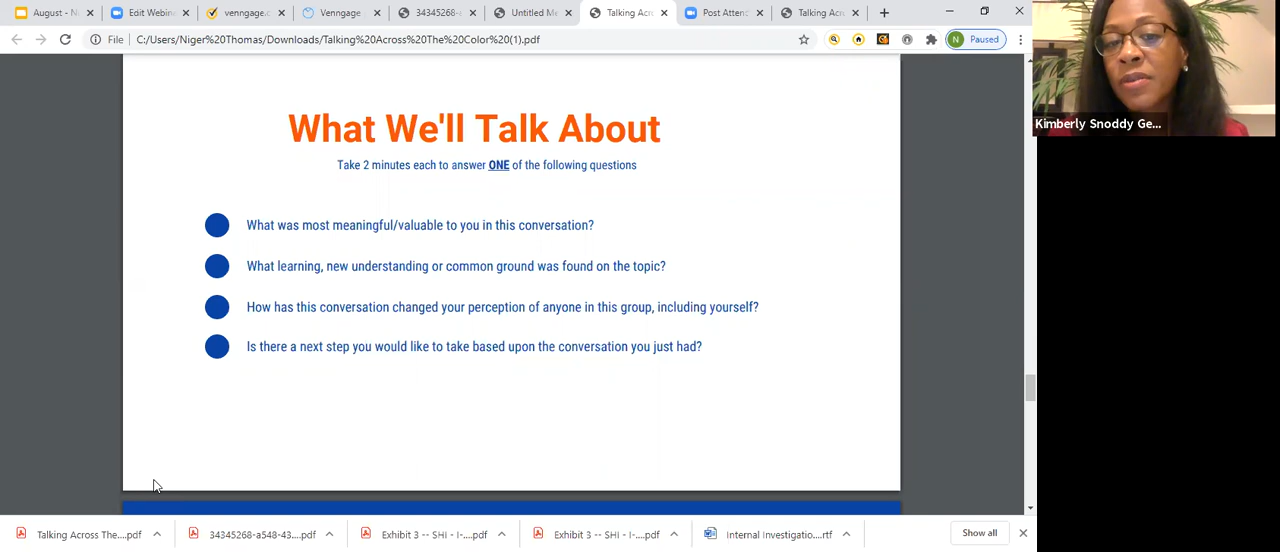 August - N
Edit Webina
venngage.c
Venngage
34345268-a
Untitled Me
Talking Acr
Post Attend
Talking Acr
File | C:/Users/Niger%20Thomas/Downloads/Talking%20Across%20The%20Color%20(1).pdf
N Paused
Kimberly Snoddy Ge...
What We'll Talk About
Take 2 minutes each to answer ONE of the following questions
What was most meaningful/valuable to you in this conversation?
What learning, new understanding or common ground was found on the topic?
How has this conversation changed your perception of anyone in this group, including yourself?
Is there a next step you would like to take based upon the conversation you just had?
Talking Across The....pdf
34345268-a548-43....pdf
Exhibit 3 -- SHI - I-....pdf
Exhibit 3 -- SHI - I-....pdf
Internal Investigatio....rtf
Show all